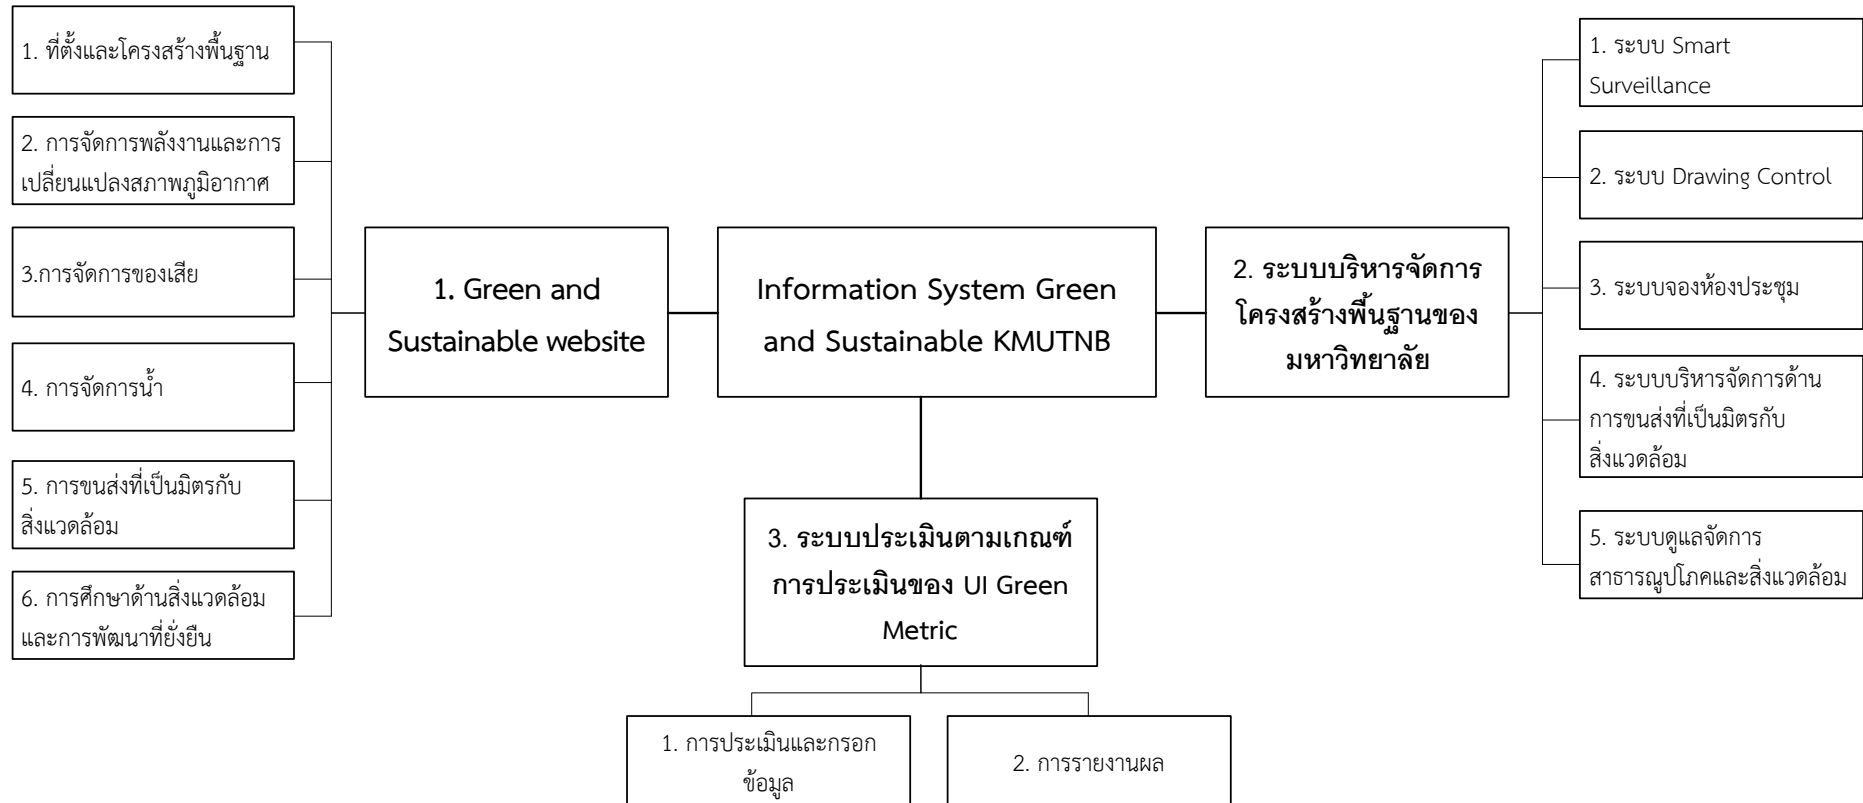 1. ที่ตั้งและโครงสร้างพื้นฐาน
2. การจัดการพลังงานและการ
เปลี่ยนแปลงสภาพภูมิอากาศ
3.การจัดการของเสีย
4. การจัดการน้ำ
5. การขนส่งที่เป็นมิตรกับ
สิ่งแวดล้อม
6. การศึกษาด้านสิ่งแวดล้อม
และการพัฒนาที่ยั่งยืน
1. Green and
Sustainable website
Information System Green
and Sustainable KMUTNB
2. ระบบบริหารจัดการ
โครงสร้างพื้นฐานของ
มหาวิทยาลัย
1. ระบบ Smart
Surveillance
2. ระบบ Drawing Control
3. ระบบจองห้องประชุม
4. ระบบบริหารจัดการด้าน
การขนส่งที่เป็นมิตรกับ
สิ่งแวดล้อม
5. ระบบดูแลจัดการ
สาธารณูปโภคและสิ่งแวดล้อม
3. ระบบประเมินตามเกณฑ์
การประเมินของ UI Green
Metric
1. การประเมินและกรอก
ข้อมูล
2. การรายงานผล